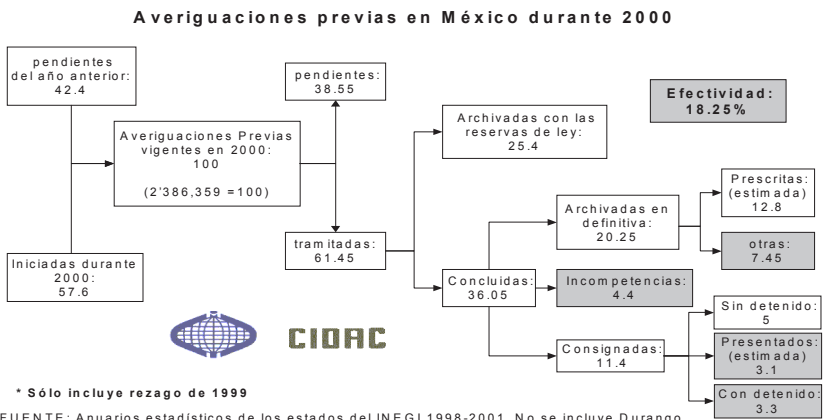 Averiguaciones previas en México durante 2000
pendientes
del año anterior:
42.4
Averiguaciones Previas
vigentes en 2000:
100
(2'386,359 =100)
Iniciadas durante
2000:
57.6
pendientes:
38.55
tramitadas:
61.45
Archivadas con las
reservas de ley:
25.4
Concluidas:
36.05
Archivadas en
definitiva:
20.25
Incompetencias:
4.4
Consignadas:
11.4
Efectividad:
18.25%
Prescritas:
(estimada)
12.8
otras:
7.45
Sin detenido:
5
Presentados:
(estimada)
3.1
Con detenido:
3.3
CIDAC
* Sólo incluye rezago de 1999
FUENTE: Anuarios estadísticos de los estados del INEGI 1998-2001. No se incluye Durango